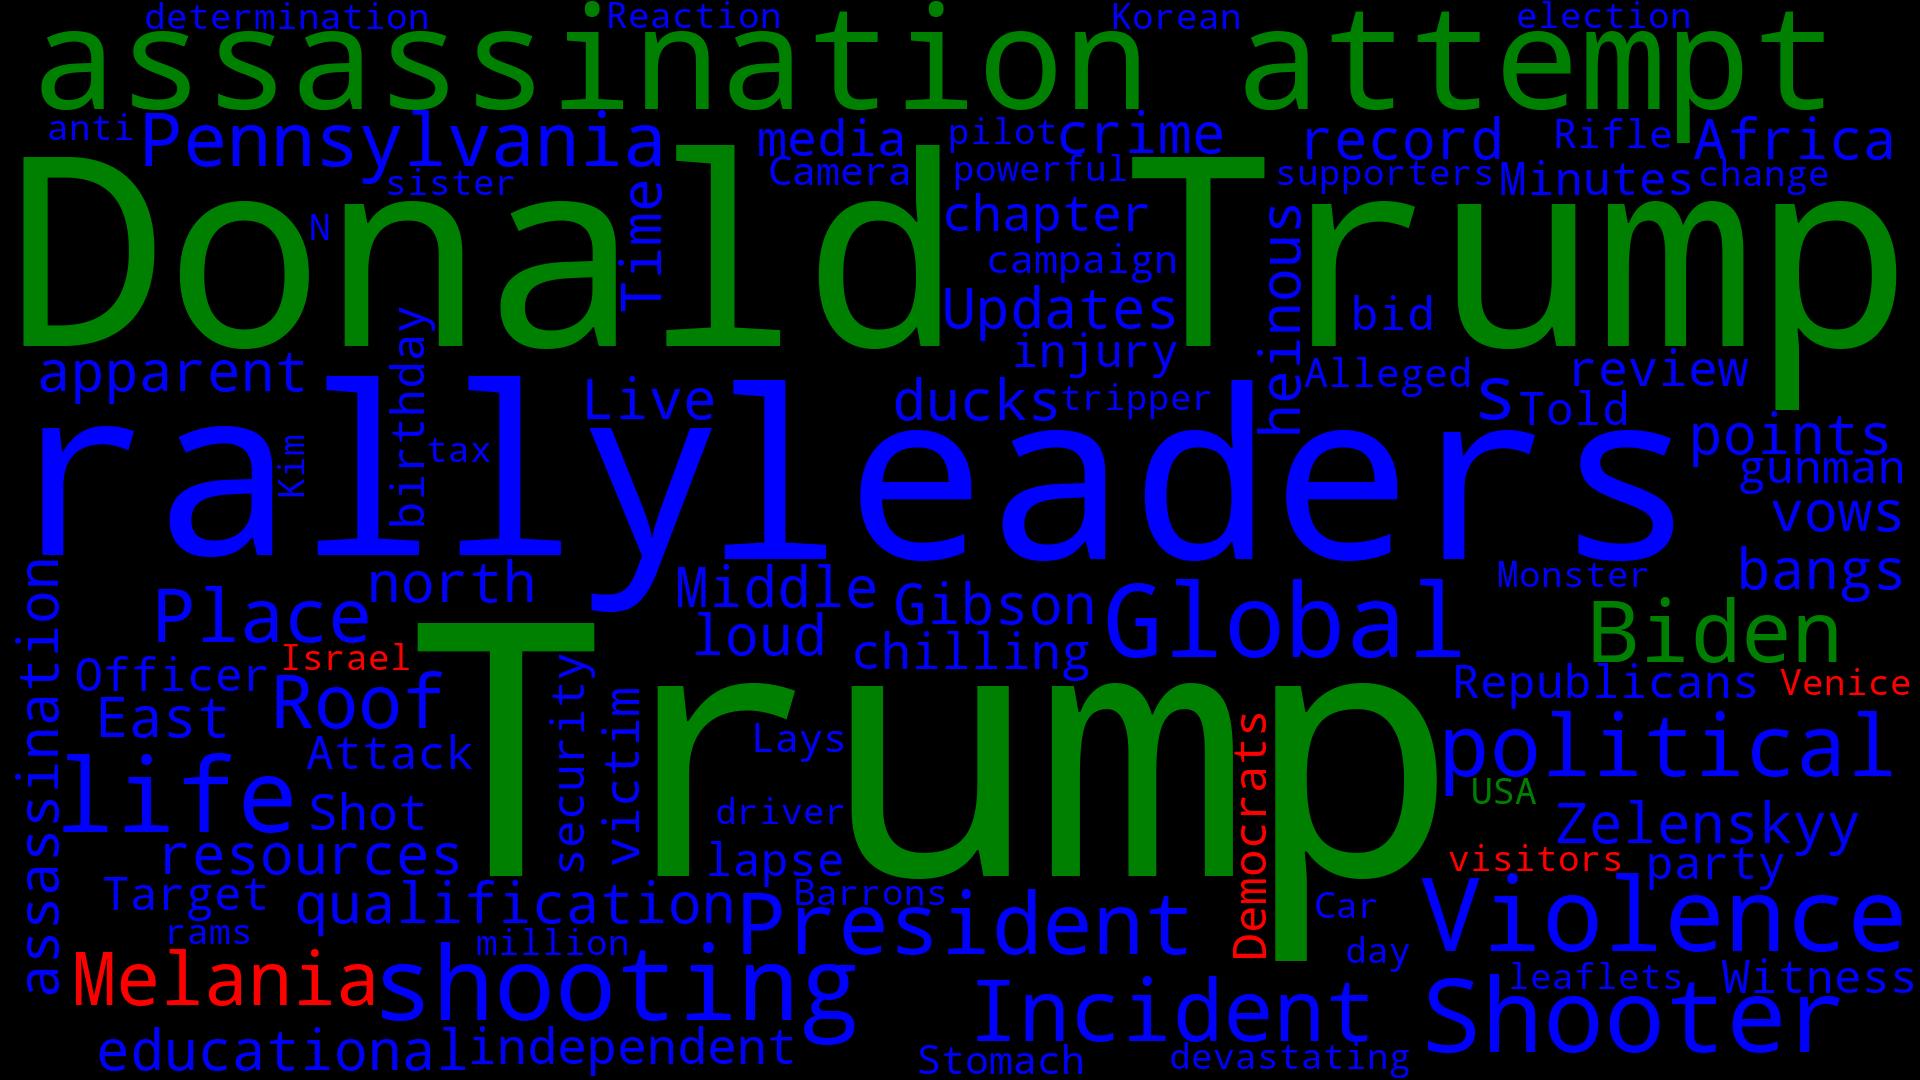 determination Reaction Korean election
assassination attempt
anti Pennsylvania media pilot crime record Rifle Africa
sister Camera powerful supporters Minutes change
Donald Trump
N Time chapter heinous
campaign
Updates bid
injury
apparent birthday Live ducks tripper Alleged s Told review
rally leaders
Kim tax points
gunman
vows
north Middle Gibson Global Monster bangs
Place loud chilling Biden
assassination Officer Israel Roof Republicans Venice
Trump
East Attack security victim Lays Democrats political
USA
life Shot driver Zelenskyy
resources lapse visitors party
Target qualification Barrons President Car Violence
rams million day
Melania shooting Incident Shooter leaflets Witness
educational independent Stomach devastating